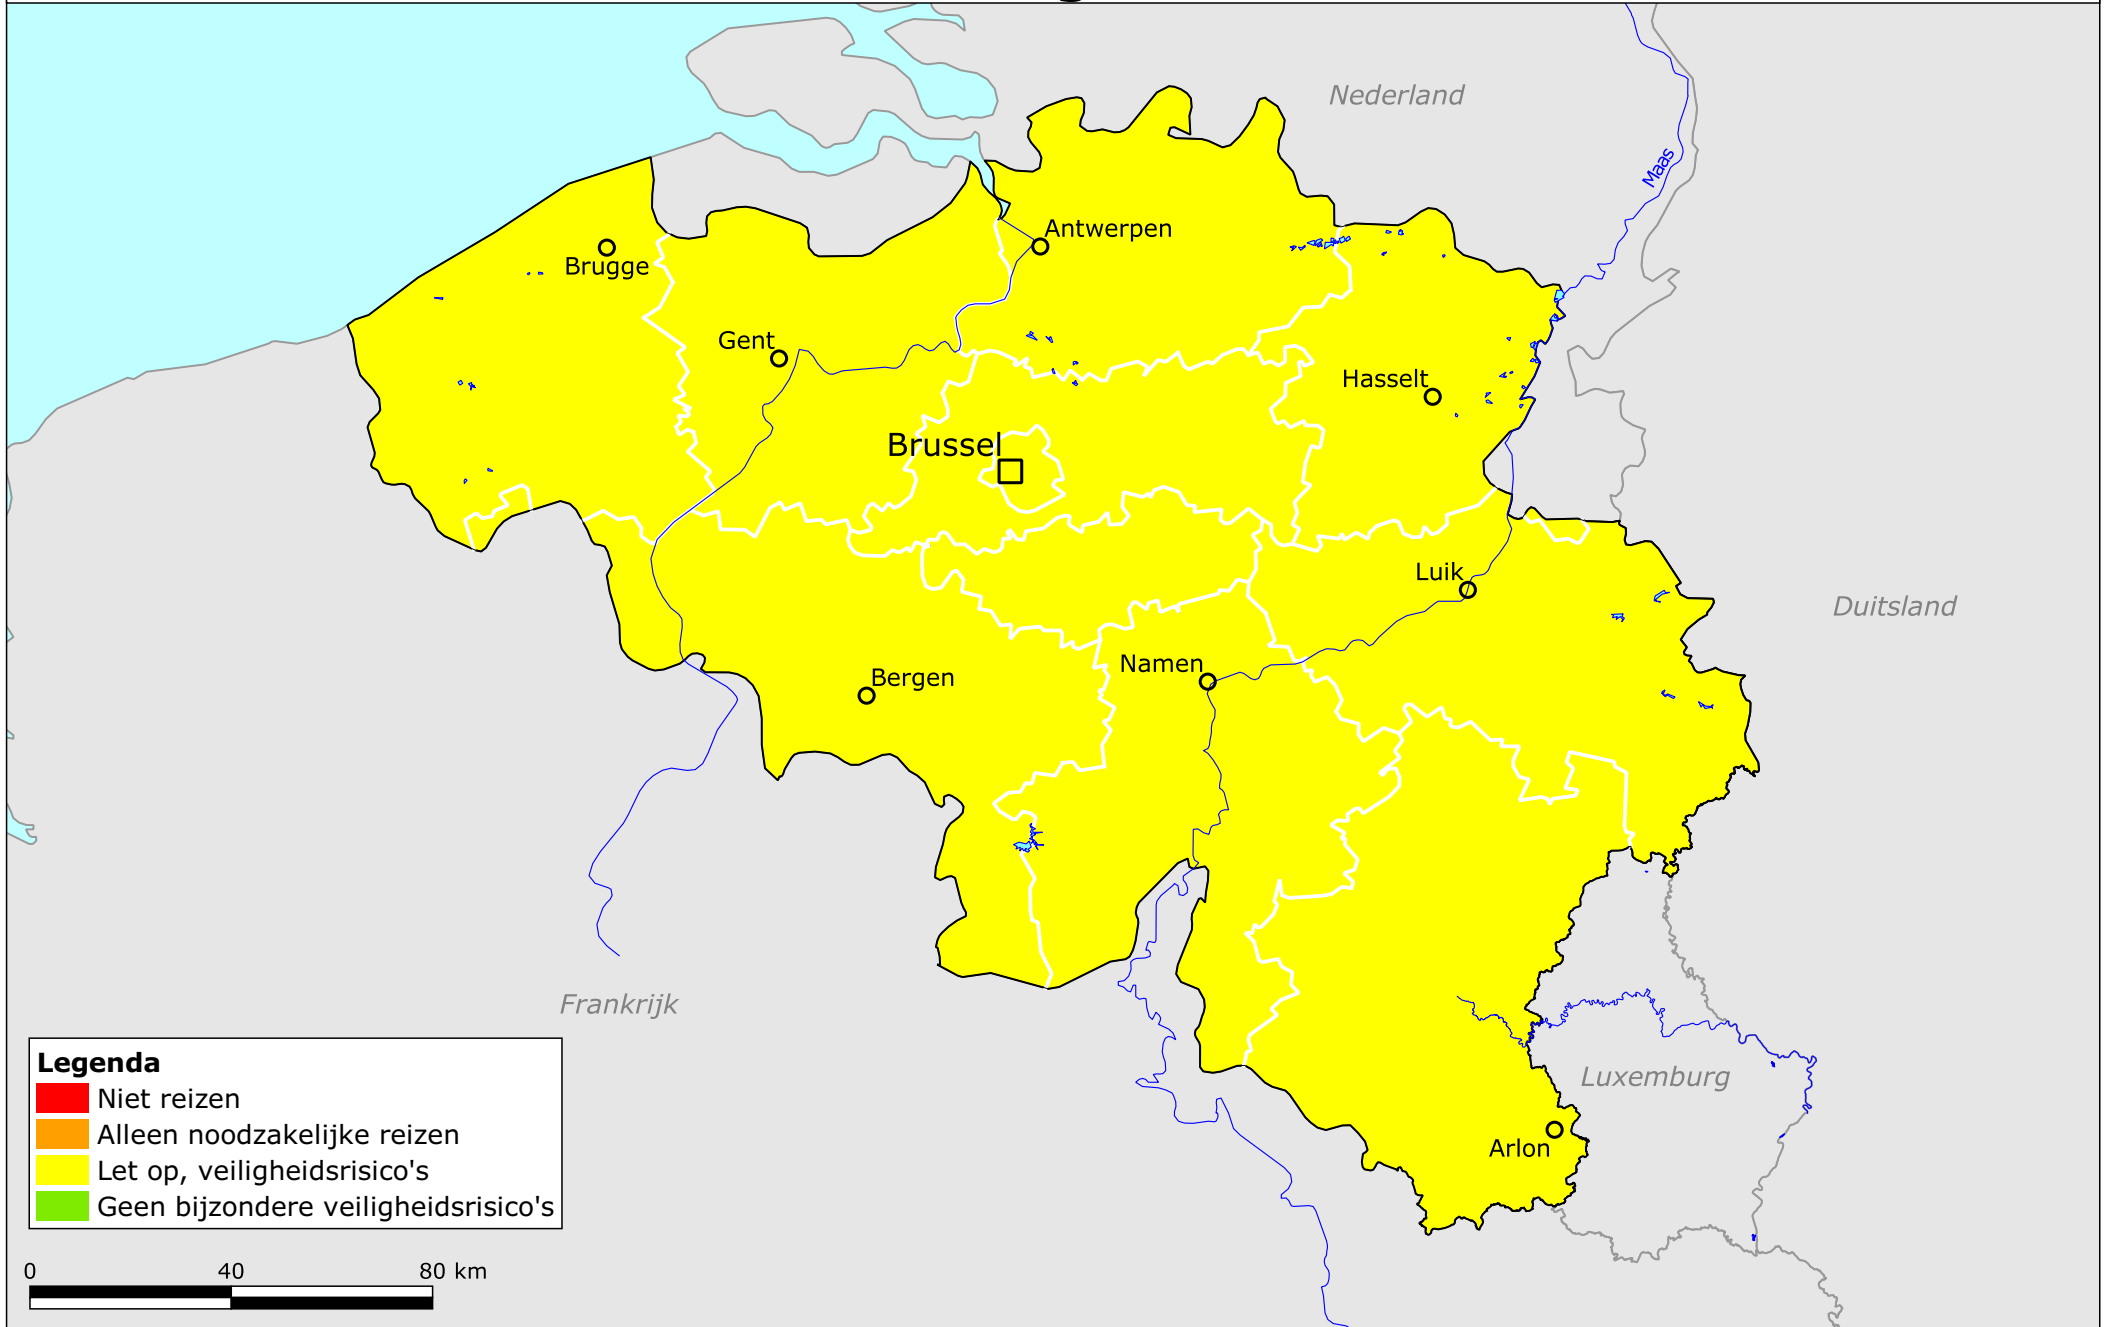 Nederland
Maas
Antwerpen
Brugge
Gent
Hasselt
Brussel
Luik
Duitsland
Namen
Bergen
Frankrijk
Luxemburg
Arlon
Legenda
Niet reizen
Alleen noodzakelijke reizen
Let op, veiligheidsrisico's
Geen bijzondere veiligheidsrisico's
0 40 80 km